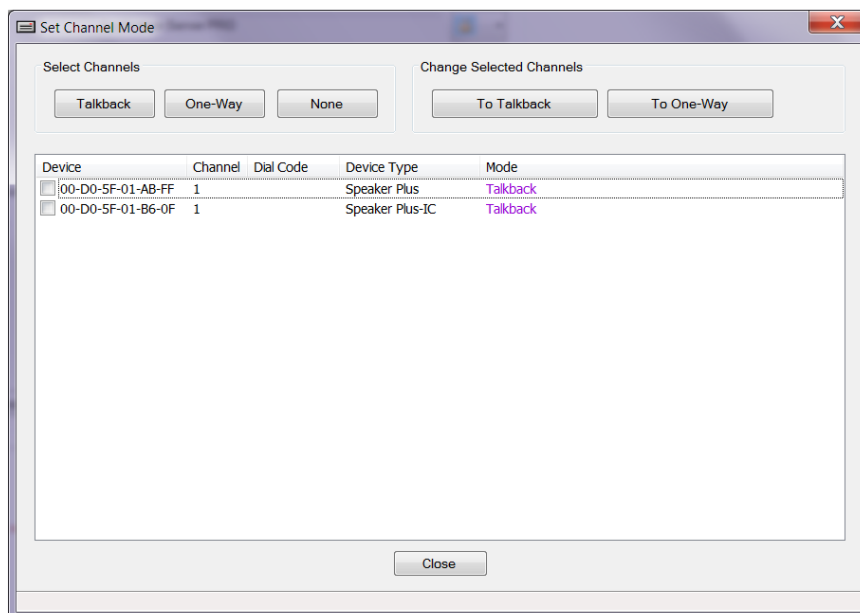 Set Channel Mode
Select Channels
Change Selected Channels
Talkback One-Way None To Talkback To One-Way
Device Channel Dial Code Device Type Mode
00-D0-5F-01-AB-FF 1 Speaker Plus Talkback
00-D0-5F-01-B6-0F 1 Speaker Plus-IC Talkback
Close